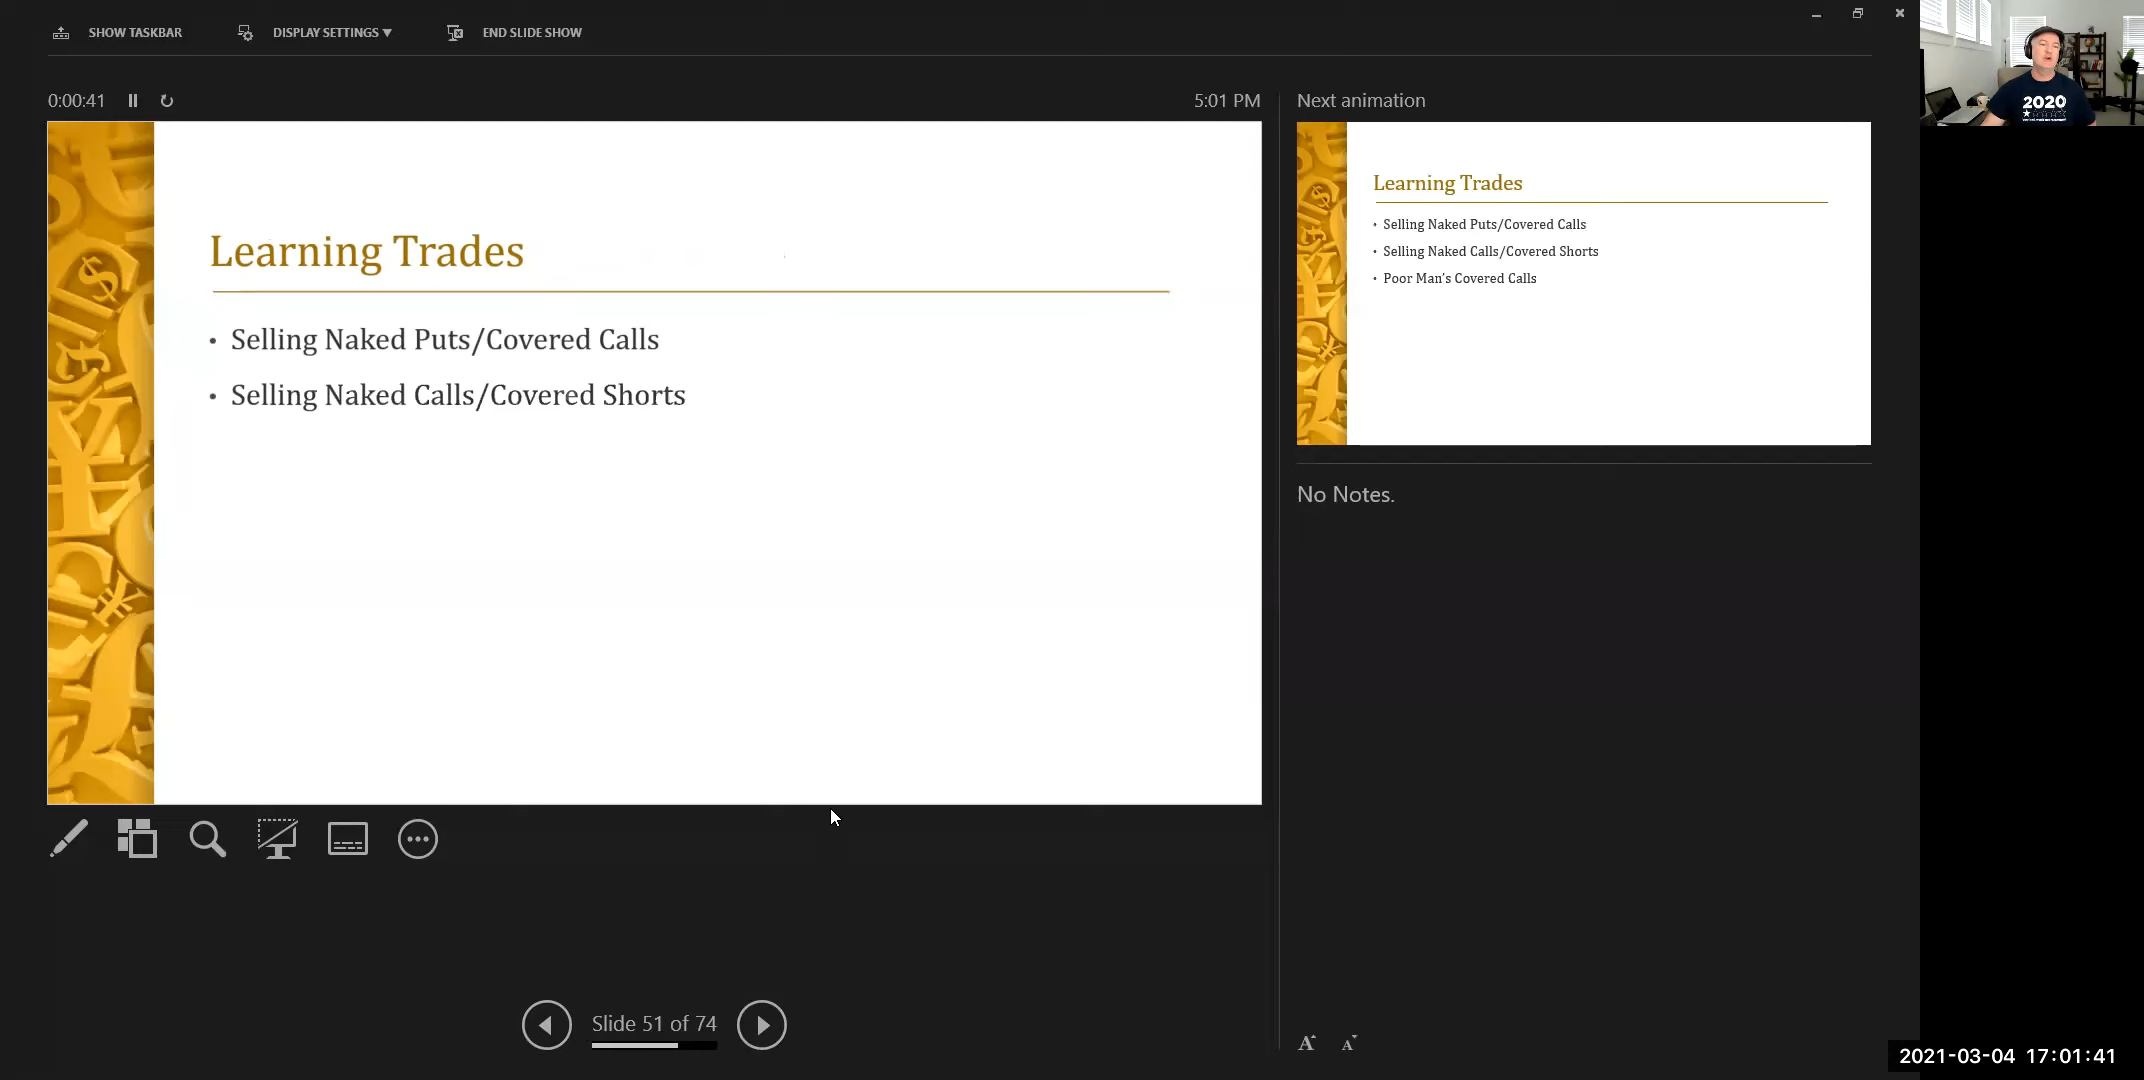 SHOW TASKBAR
DISPLAY SETTINGS ▼
END SLIDE SHOW
0:00:41
5:01 PM
Learning Trades
• Selling Naked Puts/Covered Calls
• Selling Naked Calls/Covered Shorts
Next animation
Learning Trades
• Selling Naked Puts/Covered Calls
• Selling Naked Calls/Covered Shorts
• Poor Man's Covered Calls
No Notes.
2020
Slide 51 of 74
A A
2021-03-04 17:01:41